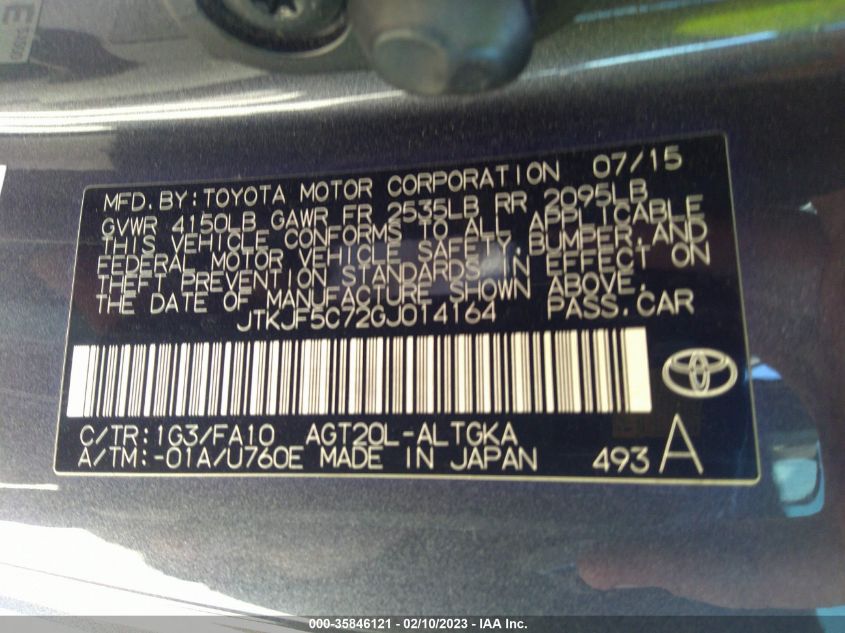 E
MFD. BY: TOYOTA MOTOR CORPORATION 07/15
GVWR 4150LB GAWR FR 2535LB RR 2095LB
THIS VEHICLE CONFORMS TO ALL APPLICABLE
FEDERAL MOTOR VEHICLE SAFETY, BUMPER, AND
THEFT PREVENTION STANDARDS IN EFFECT ON
THE DATE OF MANUFACTURE SHOWN ABOVE.
JTKJF5C72GJ014164 PASS. CAR
C/TR: 1G3/FA10 AGT20L-ALTGKA
A/TM: -01A/U760E MADE IN JAPAN 493 A
000-35846121 - 02/10/2023 - IAA Inc.